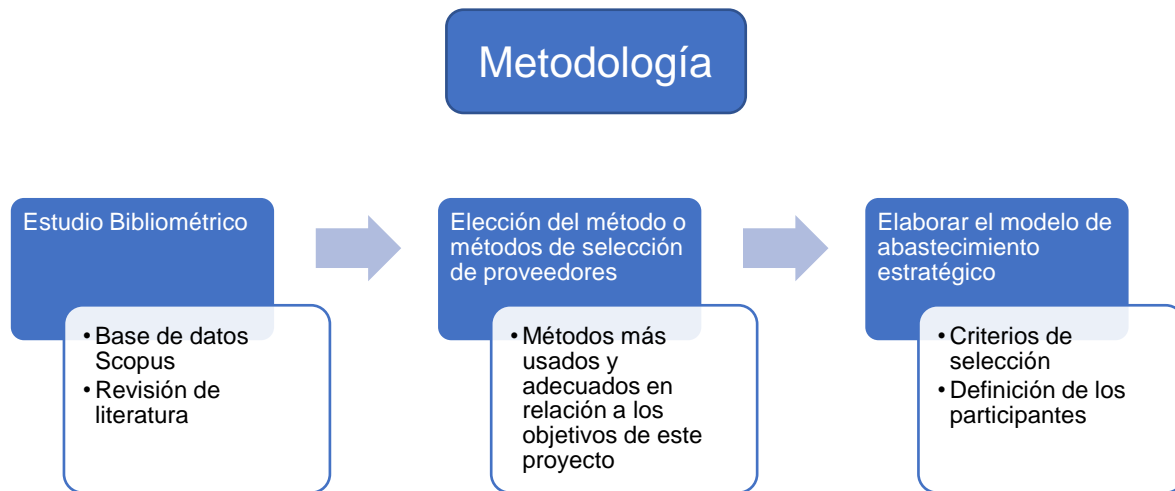 Metodología
Estudio Bibliométrico
• Base de datos
Scopus
• Revisión de
literatura
Elección del método o
métodos de selección
de proveedores
• Métodos más
usados y
adecuados en
relación a los
objetivos de este
proyecto
Elaborar el modelo de
abastecimiento
estratégico
• Criterios de
selección
• Definición de los
participantes